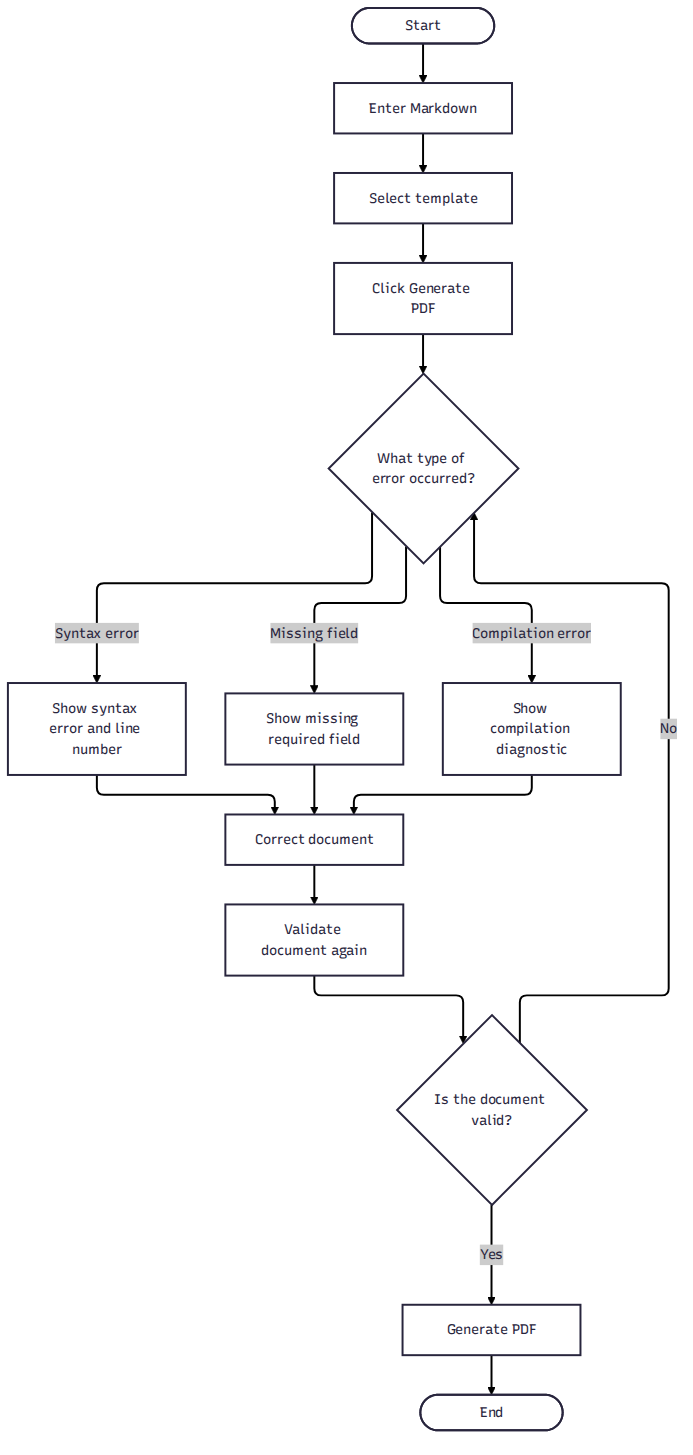 Start
Enter Markdown
Select template
Click Generate
PDF
What type of
error occurred?
Syntax error
Missing field
Compilation error
Show syntax
error and line
number
Show missing
required field
Show
compilation
diagnostic
No
Correct document
Validate
document again
Is the document
valid?
Yes
Generate PDF
End